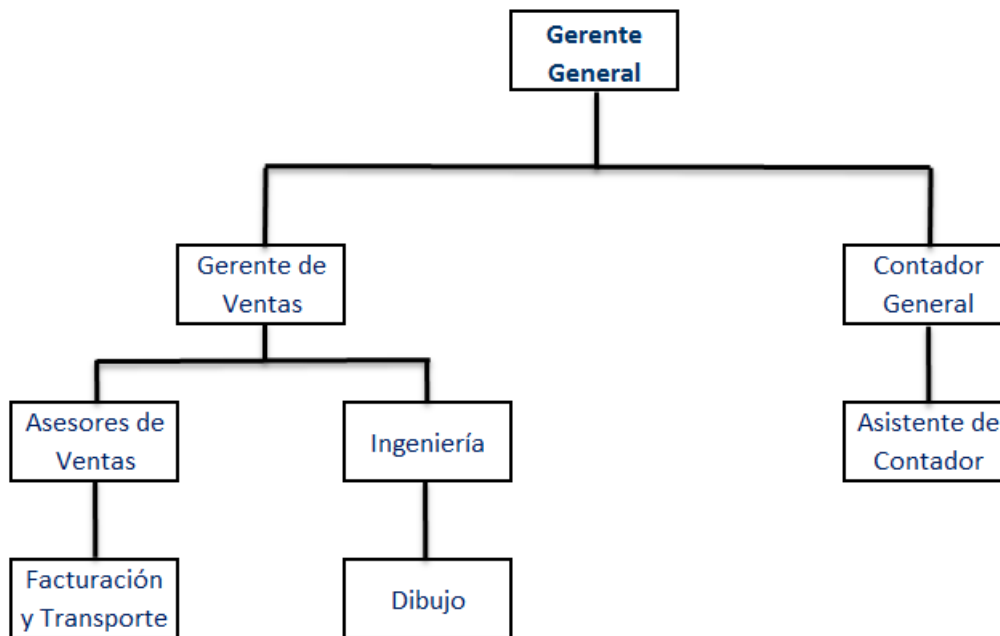 Gerente
General
Gerente de
Ventas
Contador
General
Asesores de
Ventas
Ingeniería
Asistente de
Contador
Facturación
y Transporte
Dibujo